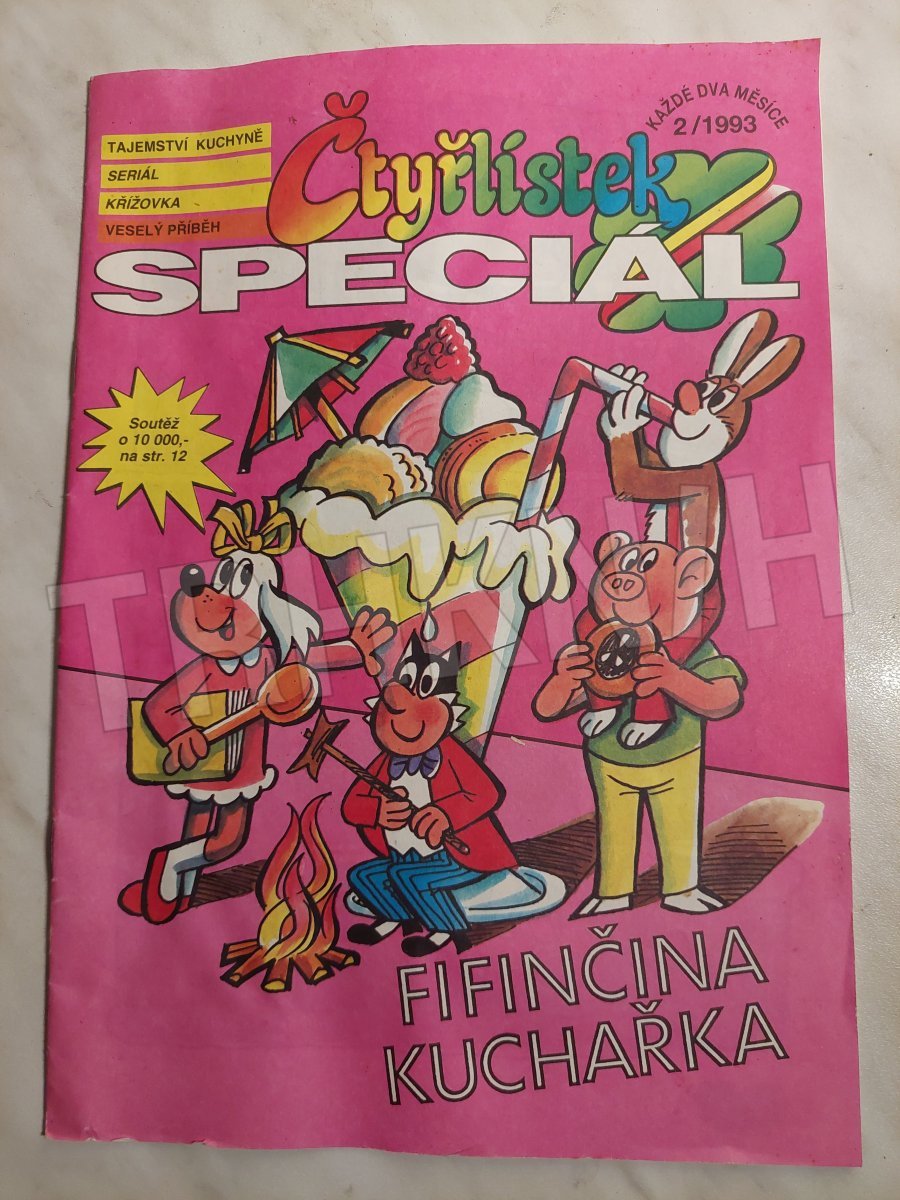 KAŽDÉ DVA MĚSÍCE
2/1993
TAJEMSTVÍ KUCHYNĚ
SERIÁL
KŘÍŽOVKA
VESELÝ PŘÍBĚH
Čtyřlístek
SPECIÁL
Soutěž
o 10 000,-
na str. 12
TRHKNIH
FIFINČINA
KUCHAŘKA